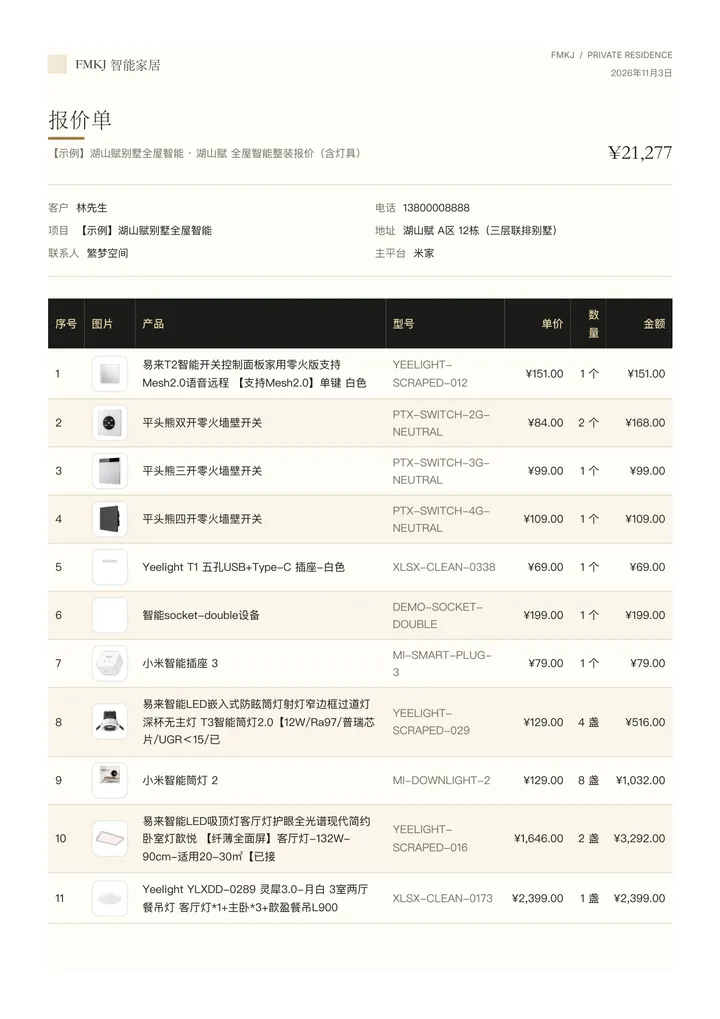 FMKJ 智能家居
FMKJ / PRIVATE RESIDENCE
2026年11月3日
报价单
【示例】湖山赋别墅全屋智能 · 湖山赋 全屋智能整装报价（含灯具）
¥21,277
客户 林先生
电话 13800008888
项目 【示例】湖山赋别墅全屋智能
地址 湖山赋 A区 12栋（三层联排别墅）
联系人 繁梦空间
主平台 米家
序号 图片 产品 型号 单价 数量 金额
1 易来T2智能开关控制面板家用零火版支持 YEELIGHT-
Mesh2.0语音远程 【支持Mesh2.0】单键 白色 SCRAPED-012 ¥151.00 1 个 ¥151.00
2 平头熊双开零火墙壁开关 PTX-SWITCH-2G-
NEUTRAL ¥84.00 2 个 ¥168.00
3 平头熊三开零火墙壁开关 PTX-SWITCH-3G-
NEUTRAL ¥99.00 1 个 ¥99.00
4 平头熊四开零火墙壁开关 PTX-SWITCH-4G-
NEUTRAL ¥109.00 1 个 ¥109.00
5 Yeelight T1 五孔USB+Type-C 插座-白色 XLSX-CLEAN-0338 ¥69.00 1 个 ¥69.00
6 智能socket-double设备 DEMO-SOCKET-
DOUBLE ¥199.00 1 个 ¥199.00
7 小米智能插座 3 MI-SMART-PLUG-
3 ¥79.00 1 个 ¥79.00
8 易来智能LED嵌入式防眩筒灯射灯窄边框过道灯
深杯无主灯 T3智能筒灯2.0【12W/Ra97/普瑞芯
片/UGR＜15/已 YEELIGHT-
SCRAPED-029 ¥129.00 4 盏 ¥516.00
9 小米智能筒灯 2 MI-DOWNLIGHT-2 ¥129.00 8 盏 ¥1,032.00
10 易来智能LED吸顶灯客厅灯护眼全光谱现代简约
卧室灯歆悦 【纤薄全面屏】客厅灯-132W-
90cm-适用20-30㎡【已接 YEELIGHT-
SCRAPED-016 ¥1,646.00 2 盏 ¥3,292.00
11 Yeelight YLXDD-0289 灵犀3.0-月白 3室两厅
餐吊灯 客厅灯*1+主卧*3+歆盈餐吊L900 XLSX-CLEAN-0173 ¥2,399.00 1 盏 ¥2,399.00